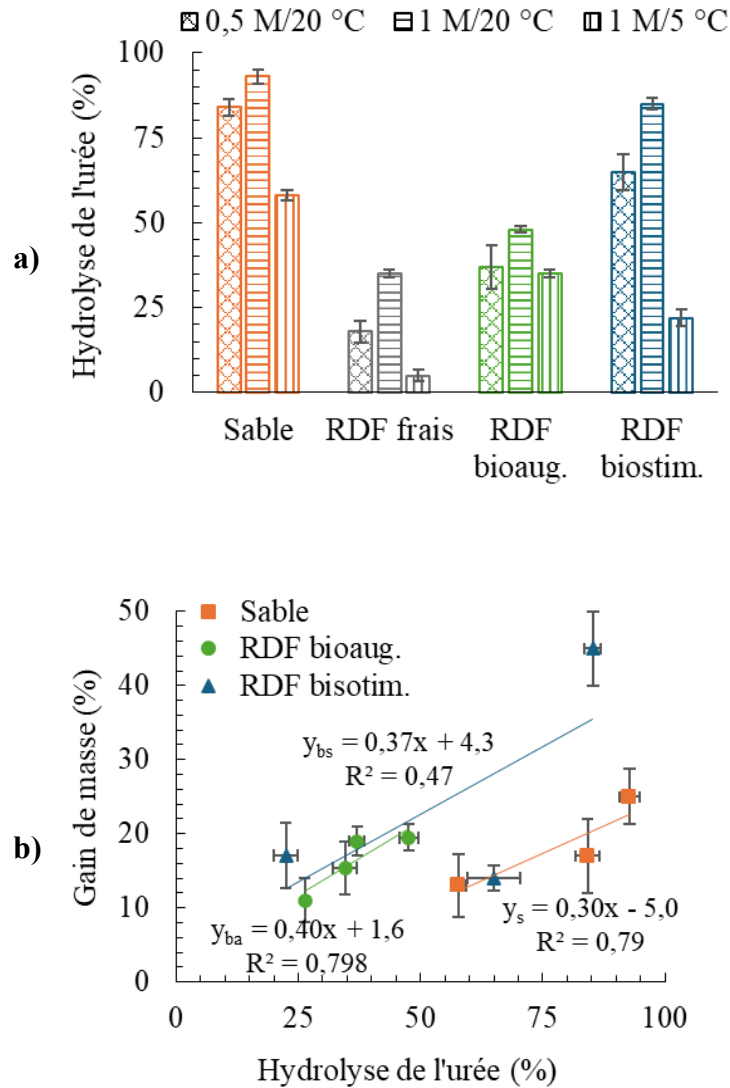 0,5 M/20 °C 1 M/20 °C 1 M/5 °C
100
75
50
25
0
Hydrolyse de l'urée (%)
a)
Sable RDF frais RDF bioaug. RDF biostim.
50
40
30
20
10
0
Gain de masse (%)
b)
Sable
RDF bioaug.
RDF bisotim.
y_bs = 0,37x + 4,3
R² = 0,47
y_ba = 0,40x + 1,6
R² = 0,798
y_s = 0,30x - 5,0
R² = 0,79
0 25 50 75 100
Hydrolyse de l'urée (%)